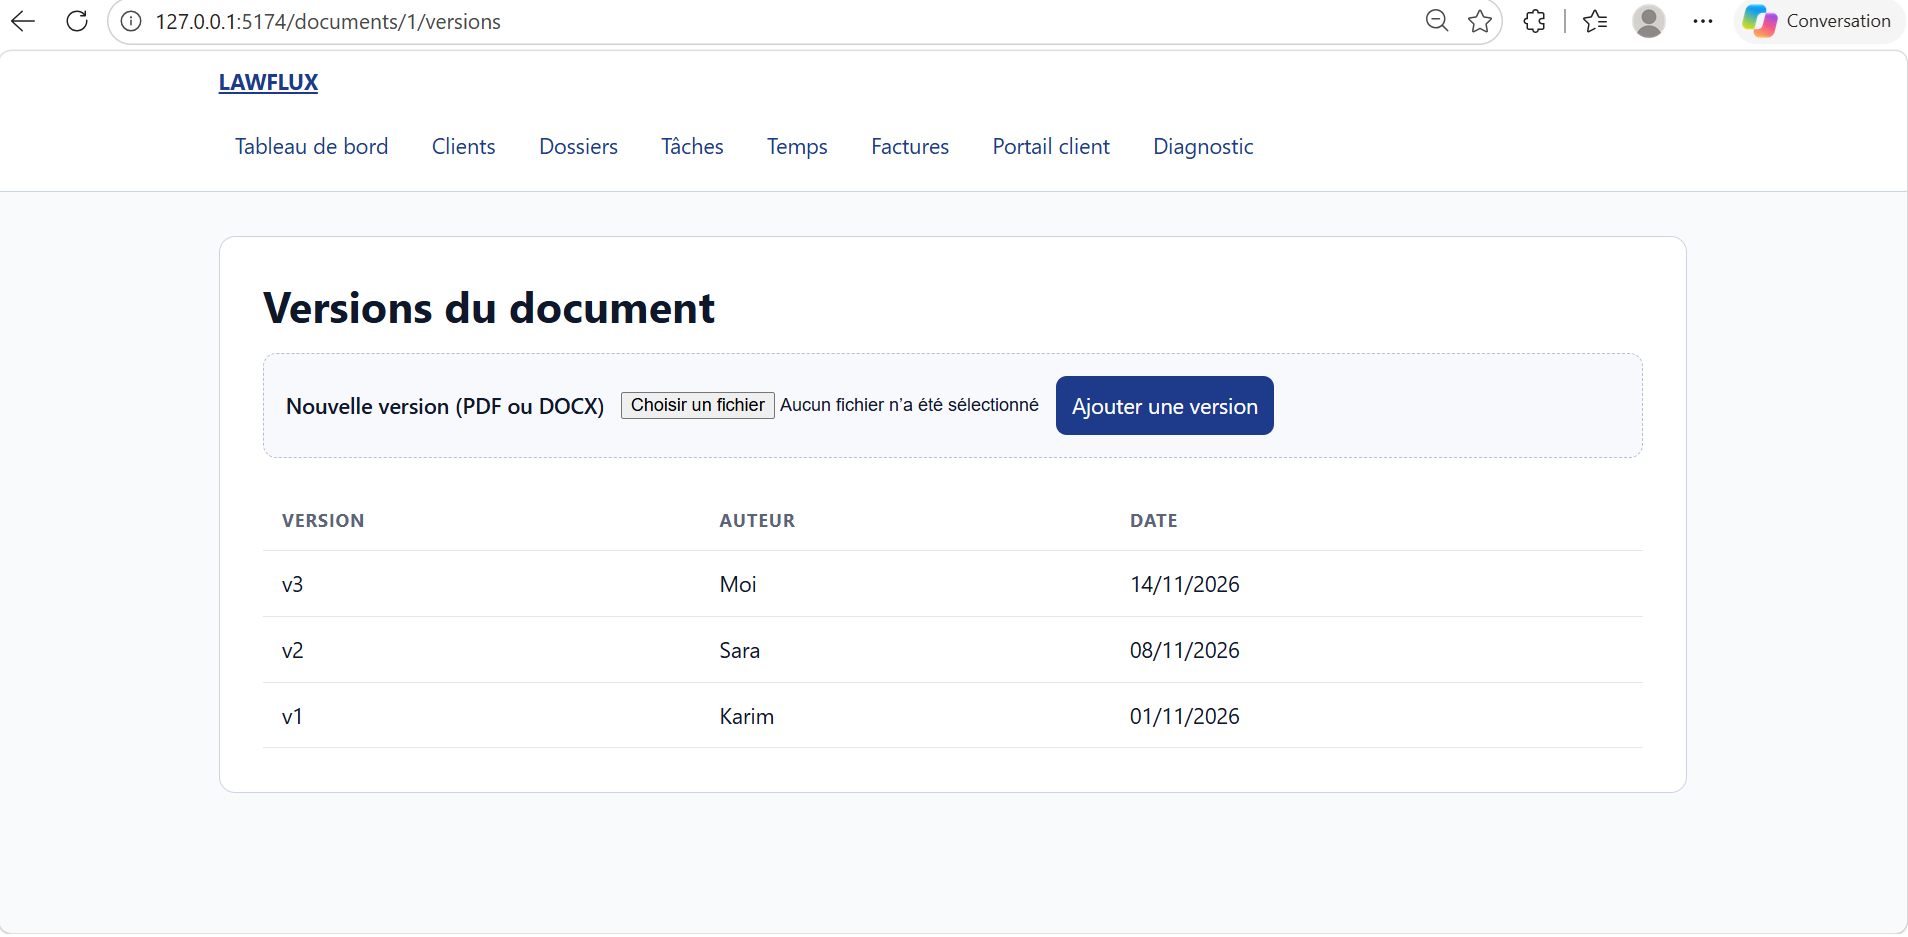 127.0.0.1:5174/documents/1/versions
Conversation
LAWFLUX
Tableau de bord Clients Dossiers Tâches Temps Factures Portail client Diagnostic
Versions du document
Nouvelle version (PDF ou DOCX) Choisir un fichier Aucun fichier n’a été sélectionné Ajouter une version
VERSION AUTEUR DATE
v3 Moi 14/11/2026
v2 Sara 08/11/2026
v1 Karim 01/11/2026